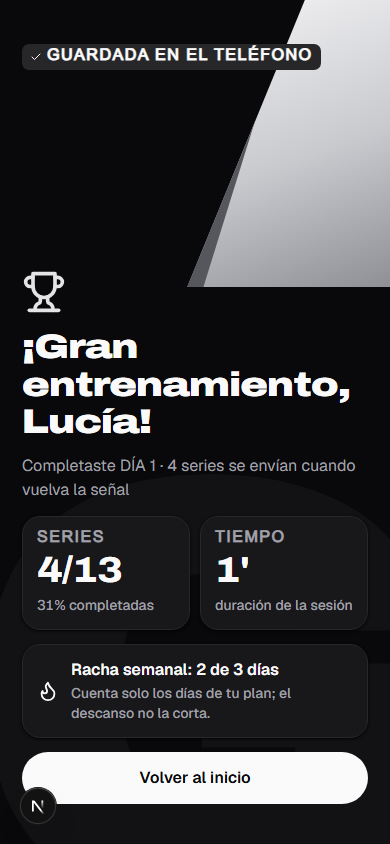 GUARDADA EN EL TELÉFONO
¡Gran
entrenamiento,
Lucía!
Completaste DÍA 1 · 4 series se envían cuando
vuelva la señal
SERIES
4/13
31% completadas
TIEMPO
1'
duración de la sesión
Racha semanal: 2 de 3 días
Cuenta solo los días de tu plan; el
descanso no la corta.
Volver al inicio
N